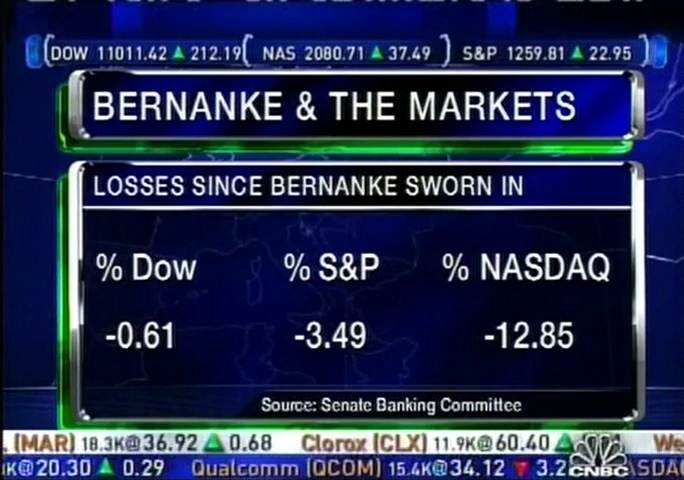 DOW 11011.42 ▲ 212.19 NAS 2080.71 ▲ 37.49 S&P 1259.81 ▲ 22.95
BERNANKE & THE MARKETS
LOSSES SINCE BERNANKE SWORN IN
% Dow % S&P % NASDAQ
-0.61 -3.49 -12.85
Source: Senate Banking Committee
(MAR) 18.3K@36.92 ▲ 0.68 Clorox (CLX) 11.9K@60.40 ▲ We
K@20.30 ▲ 0.29 Qualcomm (QCOM) 15.4K@34.12 ▼ 3.2 CNBC ASDA